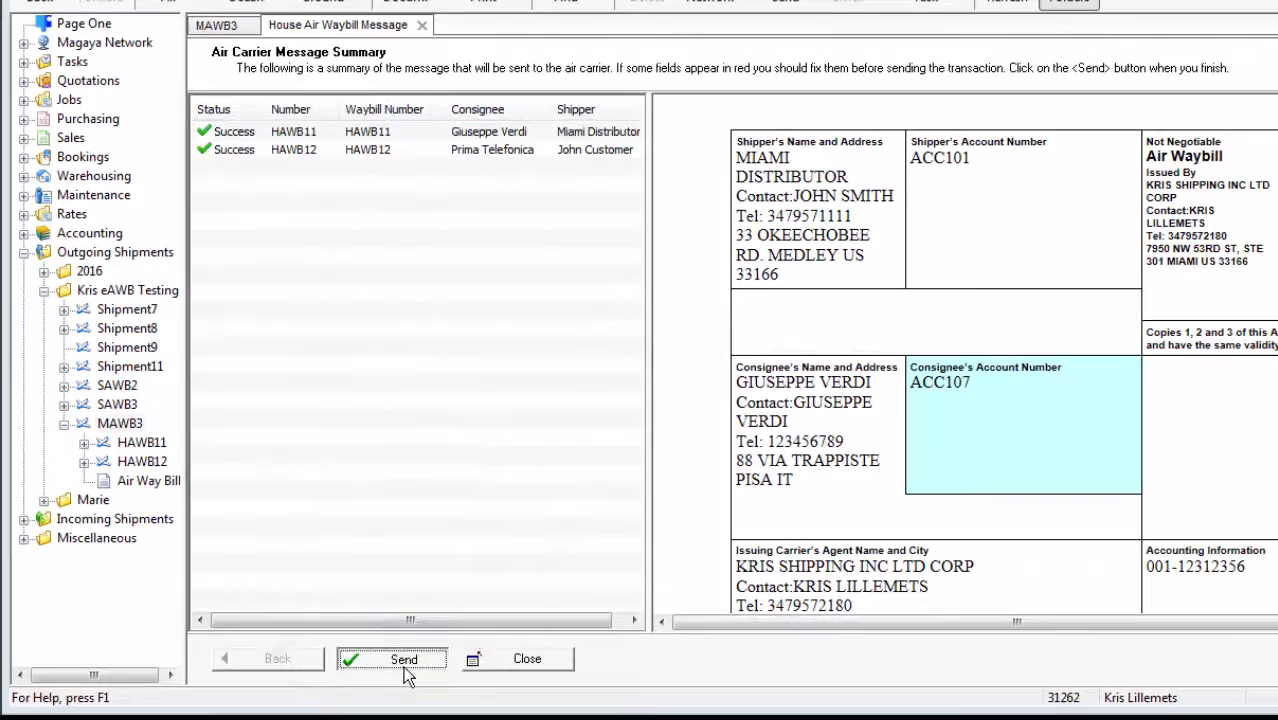 MAWB3
House Air Waybill Message
Page One
Magaya Network
Tasks
Quotations
Jobs
Purchasing
Sales
Bookings
Warehousing
Maintenance
Rates
Accounting
Outgoing Shipments
2016
Kris eAWB Testing
Shipment7
Shipment8
Shipment9
Shipment11
SAWB2
SAWB3
MAWB3
HAWB11
HAWB12
Air Way Bill
Marie
Incoming Shipments
Miscellaneous
Air Carrier Message Summary
The following is a summary of the message that will be sent to the air carrier. If some fields appear in red you should fix them before sending the transaction. Click on the <Send> button when you finish.
Status Number Waybill Number Consignee Shipper
Success HAWB11 HAWB11 Giuseppe Verdi Miami Distributor
Success HAWB12 HAWB12 Prima Telefonica John Customer
Shipper's Name and Address
MIAMI
DISTRIBUTOR
Contact:JOHN SMITH
Tel: 3479571111
33 OKEECHOBEE
RD. MEDLEY US
33166
Shipper's Account Number
ACC101
Not Negotiable
Air Waybill
Issued By
KRIS SHIPPING INC LTD
CORP
Contact:KRIS
LILLEMETS
Tel: 3479572180
7950 NW 53RD ST, STE
301 MIAMI US 33166
Copies 1, 2 and 3 of this A
and have the same validity
Consignee's Name and Address
GIUSEPPE VERDI
Contact:GIUSEPPE
VERDI
Tel: 123456789
88 VIA TRAPPISTE
PISA IT
Consignee's Account Number
ACC107
Issuing Carrier's Agent Name and City
KRIS SHIPPING INC LTD CORP
Contact:KRIS LILLEMETS
Tel: 3479572180
Accounting Information
001-12312356
Back
Send
Close
For Help, press F1
31262
Kris Lillemets